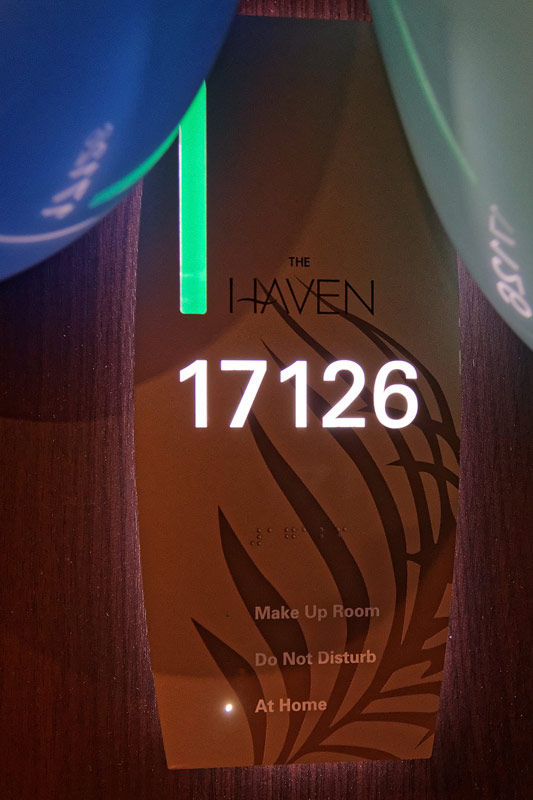 THE
HAVEN
17126
Make Up Room
Do Not Disturb
At Home